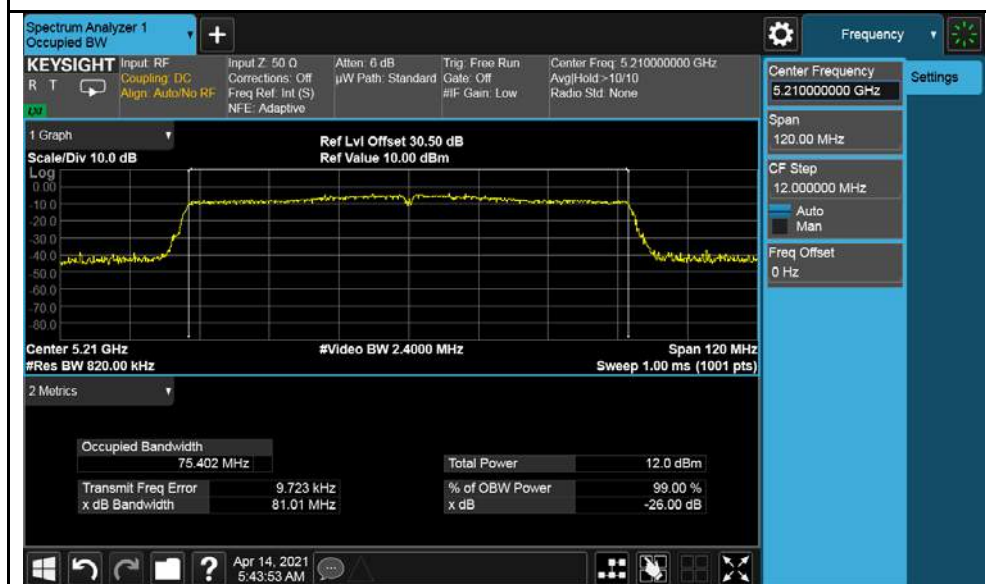 Spectrum Analyzer 1
Occupied BW
+
Frequency
KEYSIGHT
R T
Input: RF
Coupling: DC
Align: Auto/No RF
Input Z: 50 Ω
Corrections: Off
Freq Ref: Int (S)
NFE: Adaptive
Atten: 6 dB
µW Path: Standard
Trig: Free Run
Gate: Off
#IF Gain: Low
Center Freq: 5.210000000 GHz
Avg|Hold:>10/10
Radio Std: None
Center Frequency
5.210000000 GHz
Settings
Span
120.00 MHz
CF Step
12.000000 MHz
Auto
Man
Freq Offset
0 Hz
1 Graph
Scale/Div 10.0 dB
Ref Lvl Offset 30.50 dB
Ref Value 10.00 dBm
Log
0.00
-10.0
-20.0
-30.0
-40.0
-50.0
-60.0
-70.0
-80.0
Center 5.21 GHz
#Video BW 2.4000 MHz
Span 120 MHz
#Res BW 820.00 kHz
Sweep 1.00 ms (1001 pts)
2 Metrics
Occupied Bandwidth
75.402 MHz
Total Power 12.0 dBm
Transmit Freq Error 9.723 kHz
% of OBW Power 99.00 %
x dB Bandwidth 81.01 MHz
x dB -26.00 dB
?
Apr 14, 2021
5:43:53 AM